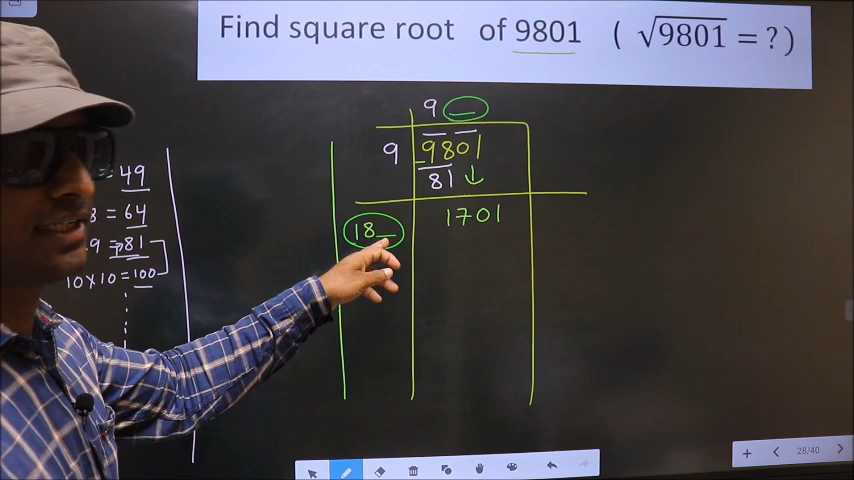 Find square root of 9801 ( √9801 = ? )
9 _
9 9801
= 49
81
8 = 64
18_ 1701
9 = 81
10 × 10 = 100
28/40